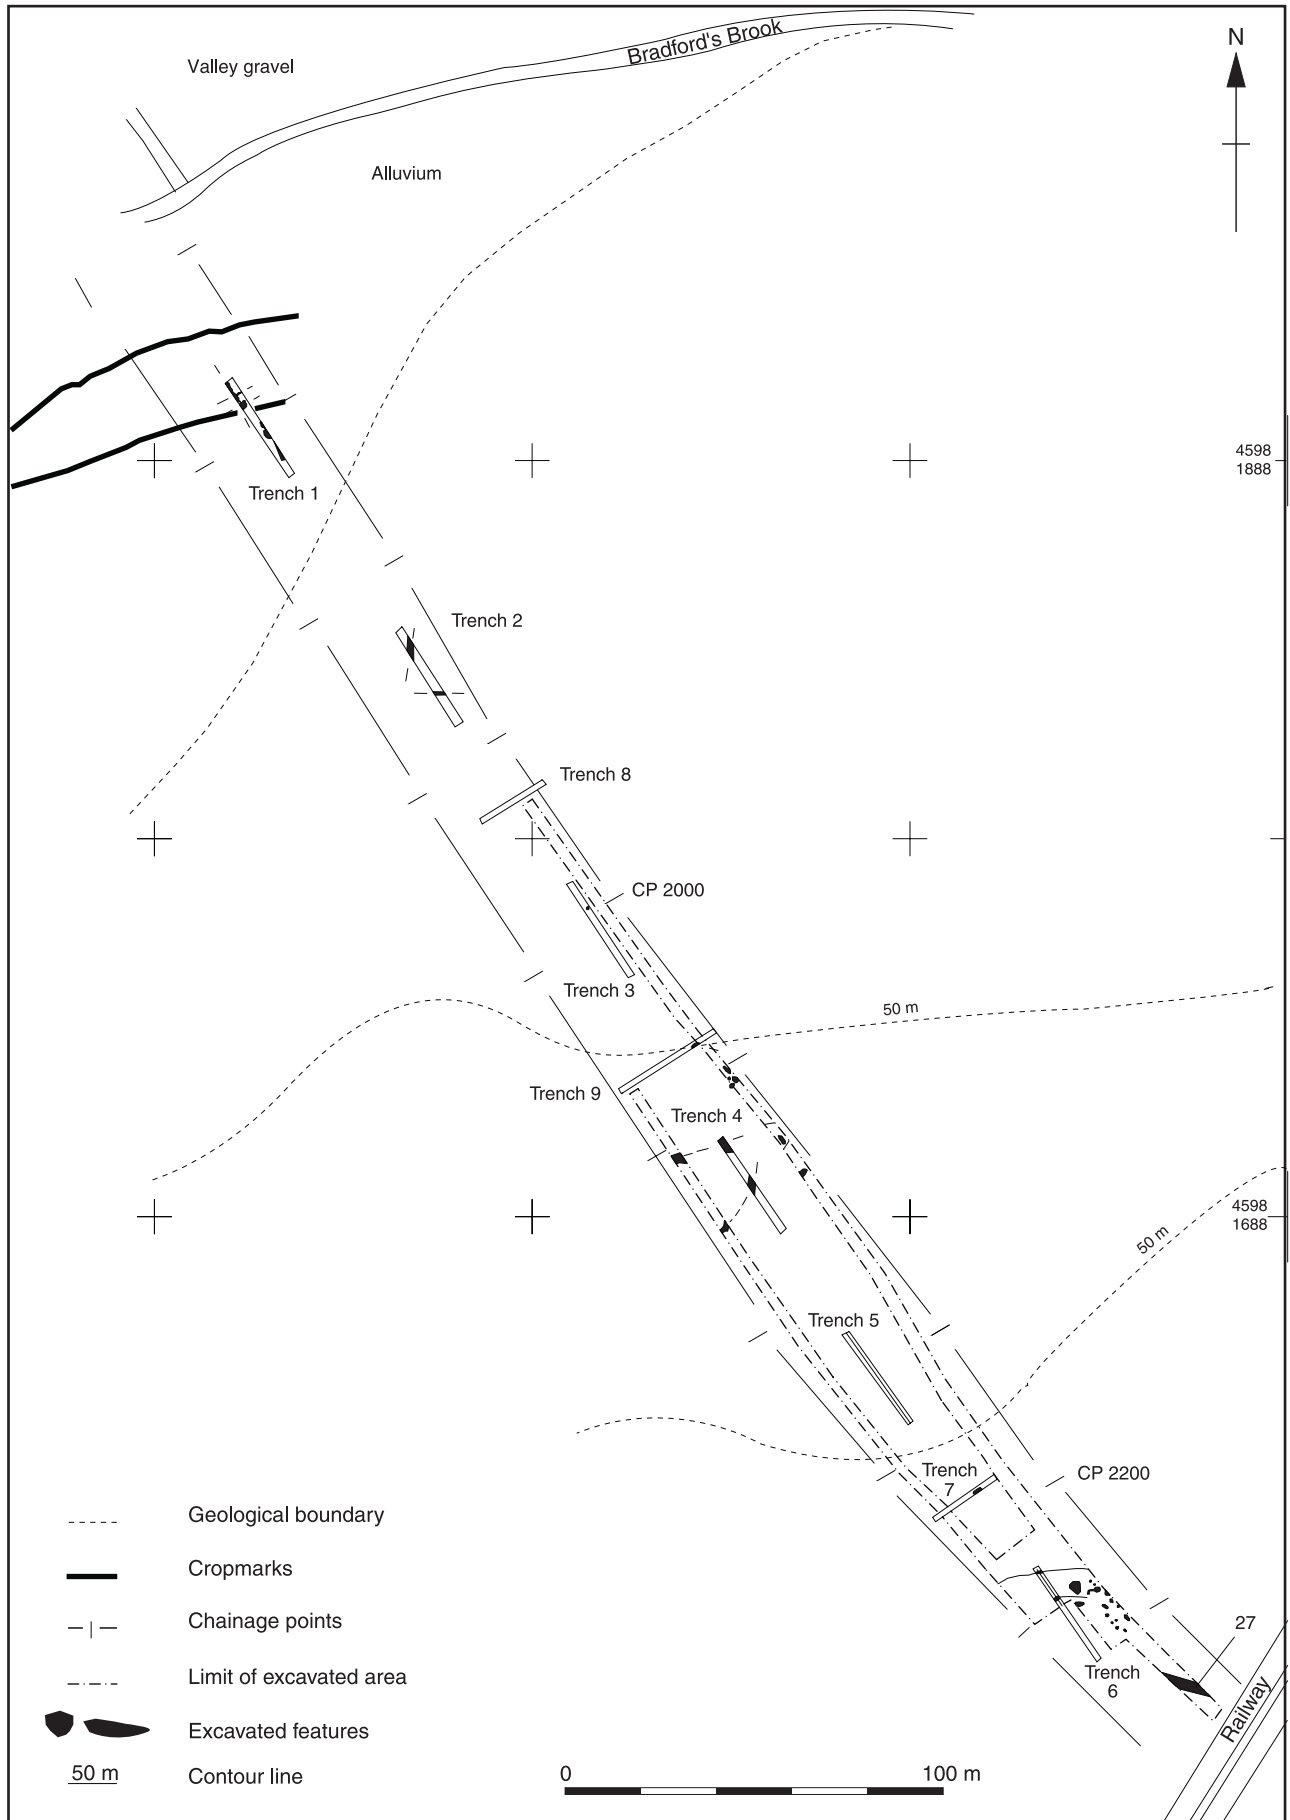 Bradford's Brook
N
Valley gravel
Alluvium
4598
1888
Trench 1
Trench 2
Trench 8
CP 2000
Trench 3
50 m
Trench 9
Trench 4
4598
1688
50 m
Trench 5
Trench
7
CP 2200
27
Trench
6
Railway
Geological boundary
Cropmarks
Chainage points
Limit of excavated area
Excavated features
50 m
Contour line
0
100 m